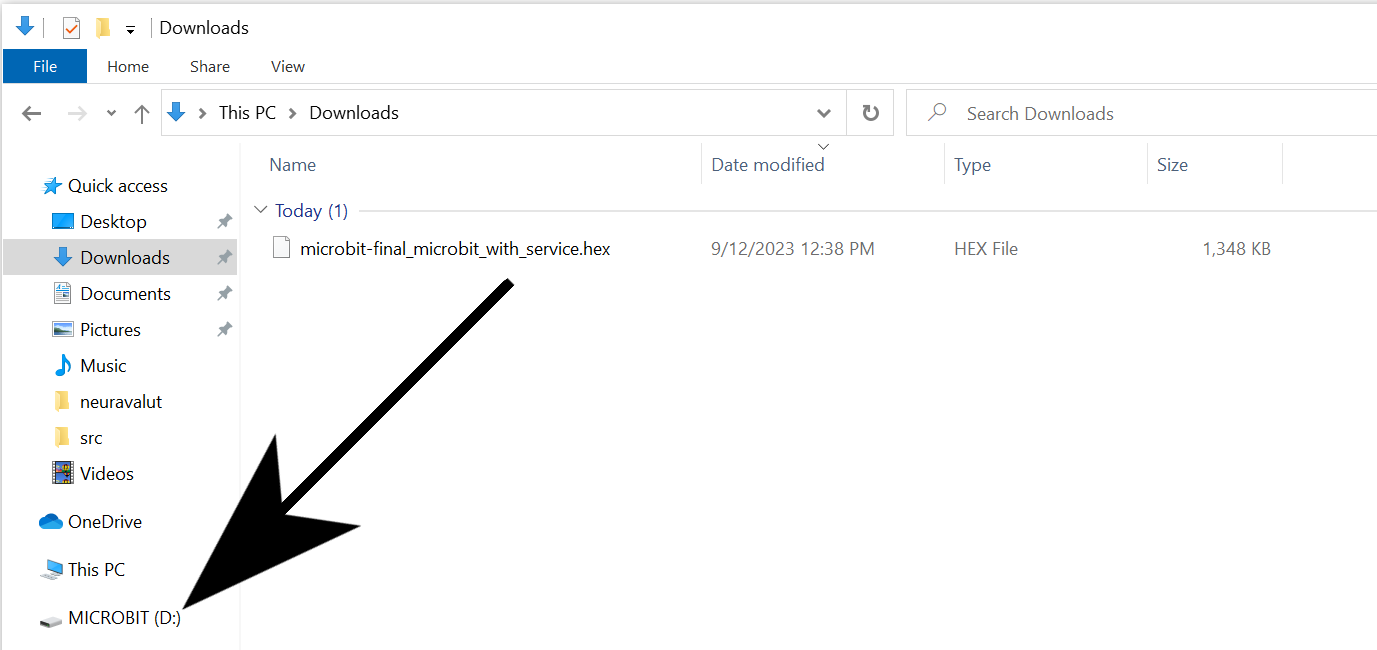 Downloads
File Home Share View
This PC Downloads
Search Downloads
Name Date modified Type Size
Quick access
Today (1)
Desktop
microbit-final_microbit_with_service.hex 9/12/2023 12:38 PM HEX File 1,348 KB
Downloads
Documents
Pictures
Music
neuravalut
src
Videos
OneDrive
This PC
MICROBIT (D:)